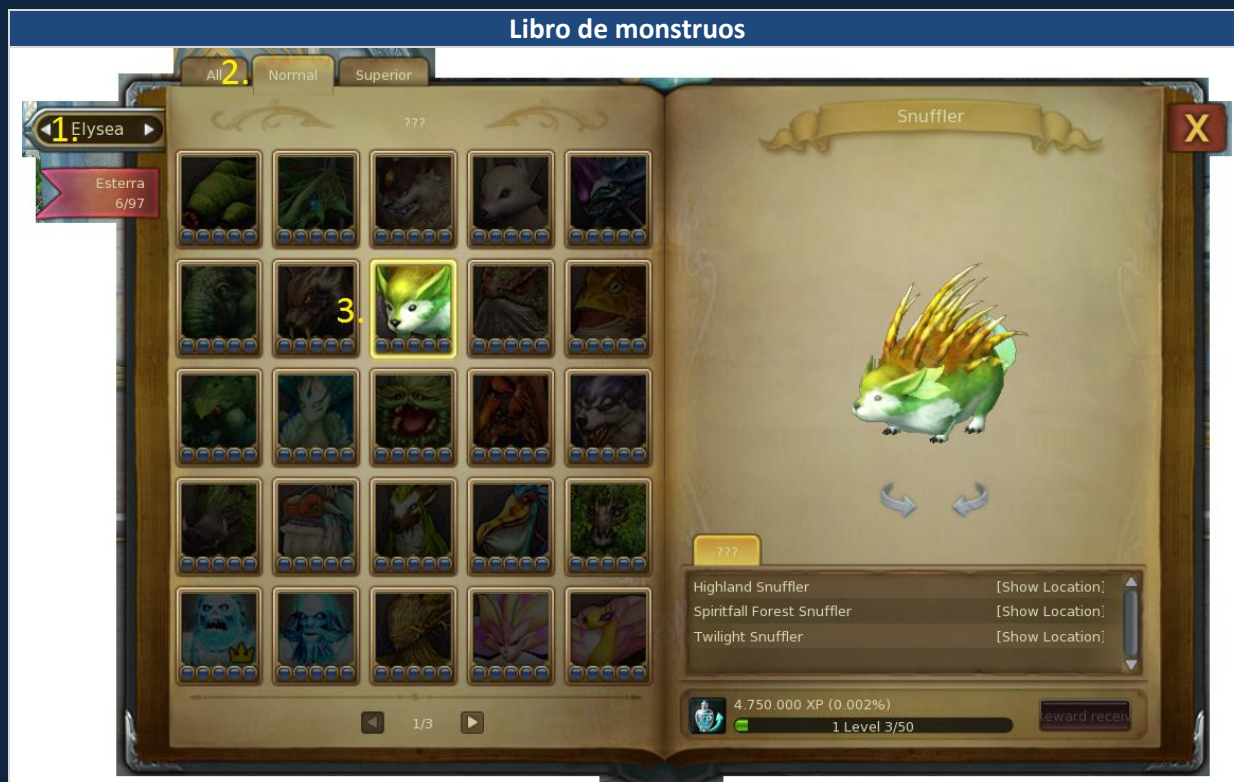 Libro de monstruos
All 2. Normal Superior
1. Elysea
???
Snuffler
X
Esterra
6/97
3.
???
Highland Snuffler [Show Location]
Spiritfall Forest Snuffler [Show Location]
Twilight Snuffler [Show Location]
4.750.000 XP (0.002%)
1 Level 3/50
1/3